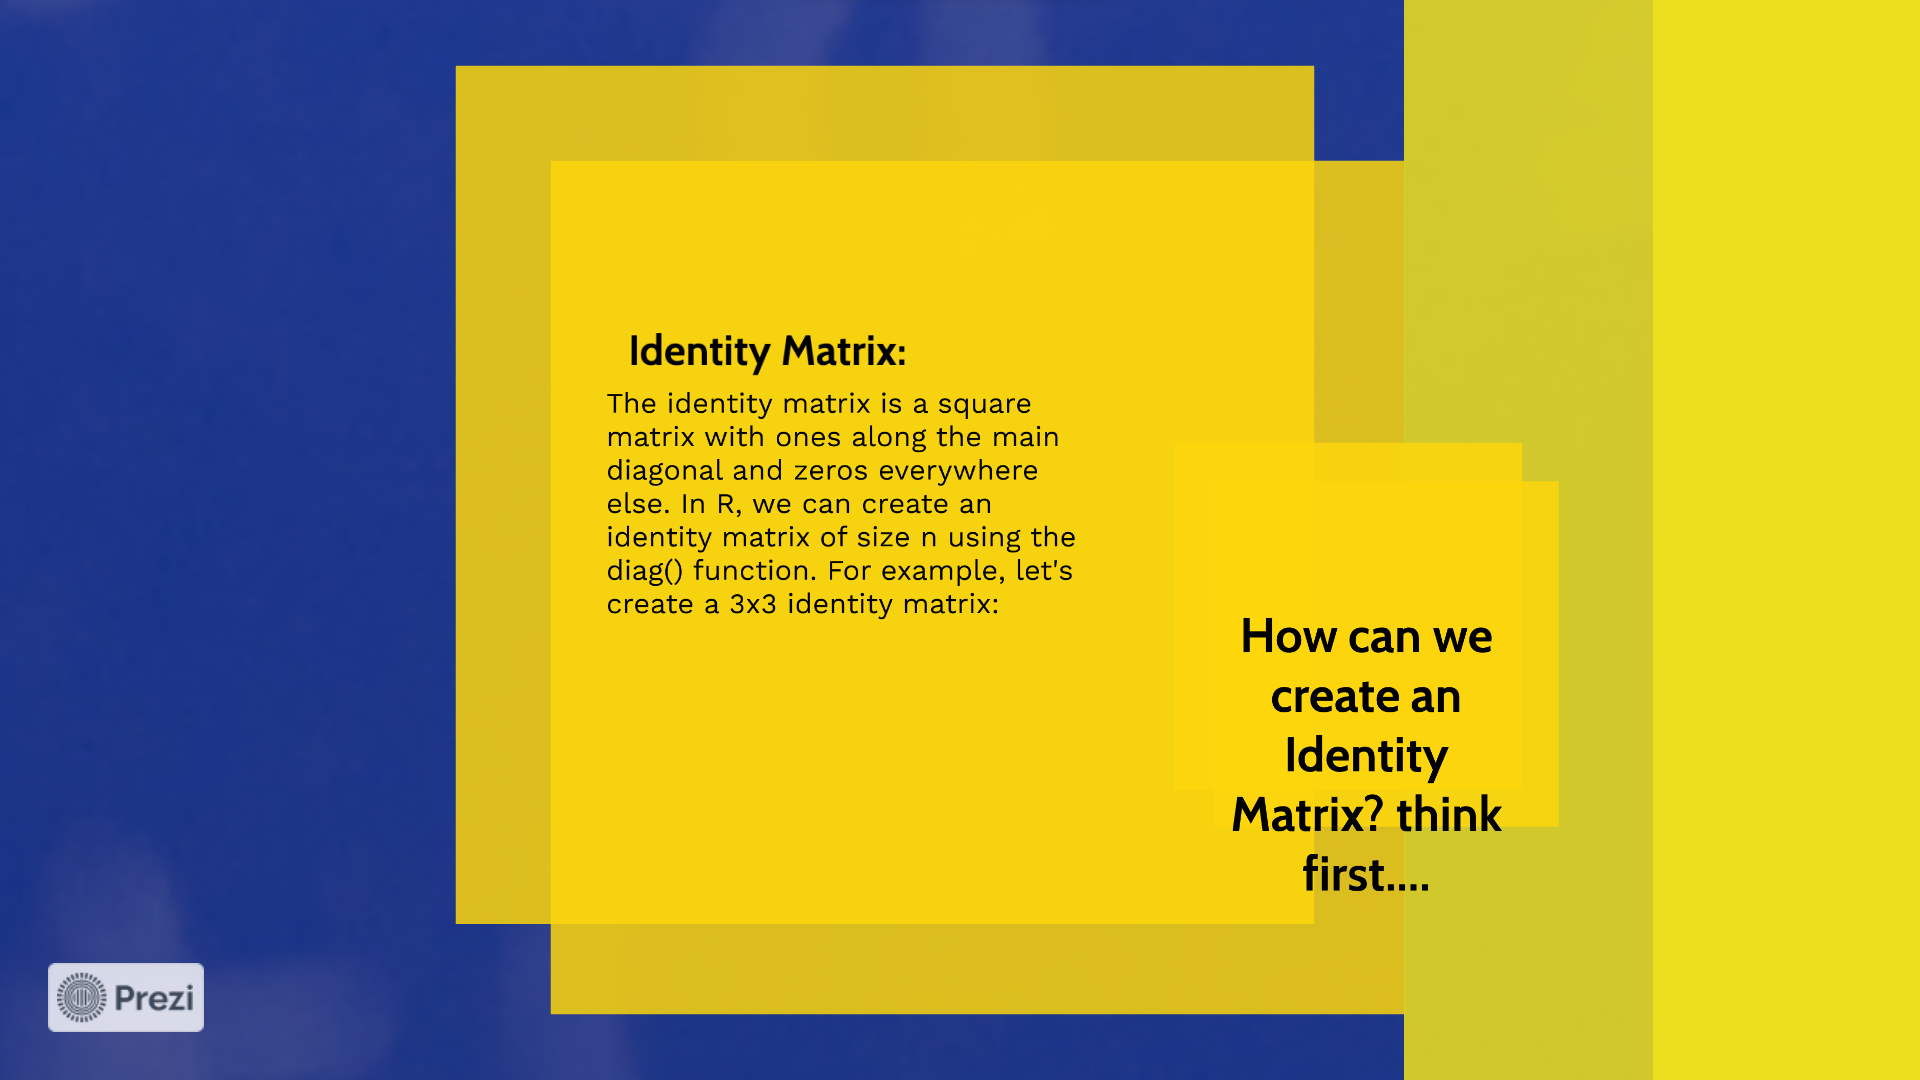 Identity Matrix:
The identity matrix is a square
matrix with ones along the main
diagonal and zeros everywhere
else. In R, we can create an
identity matrix of size n using the
diag() function. For example, let's
create a 3x3 identity matrix:
How can we
create an
Identity
Matrix? think
first....
Prezi